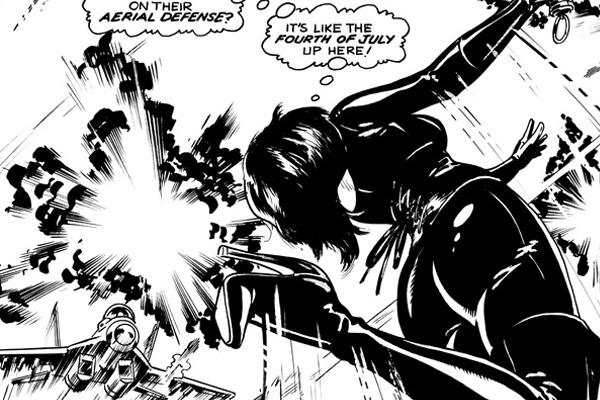 ON THEIR
AERIAL DEFENSE?
IT'S LIKE THE
FOURTH OF JULY
UP HERE!